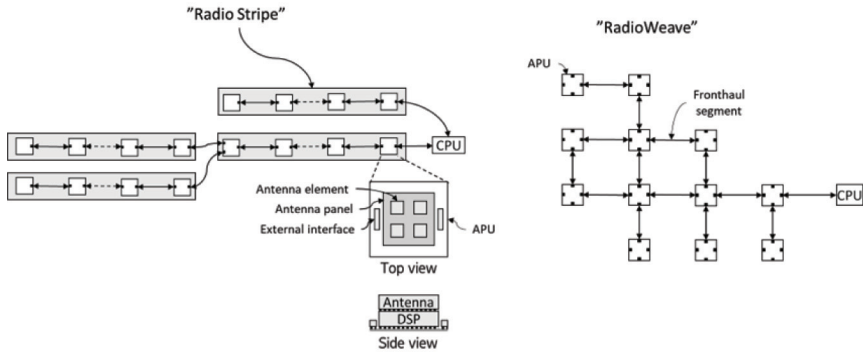 "Radio Stripe"
"RadioWeave"
APU
Fronthaul
segment
CPU
CPU
Antenna element
Antenna panel
External interface
APU
Top view
Antenna
DSP
Side view